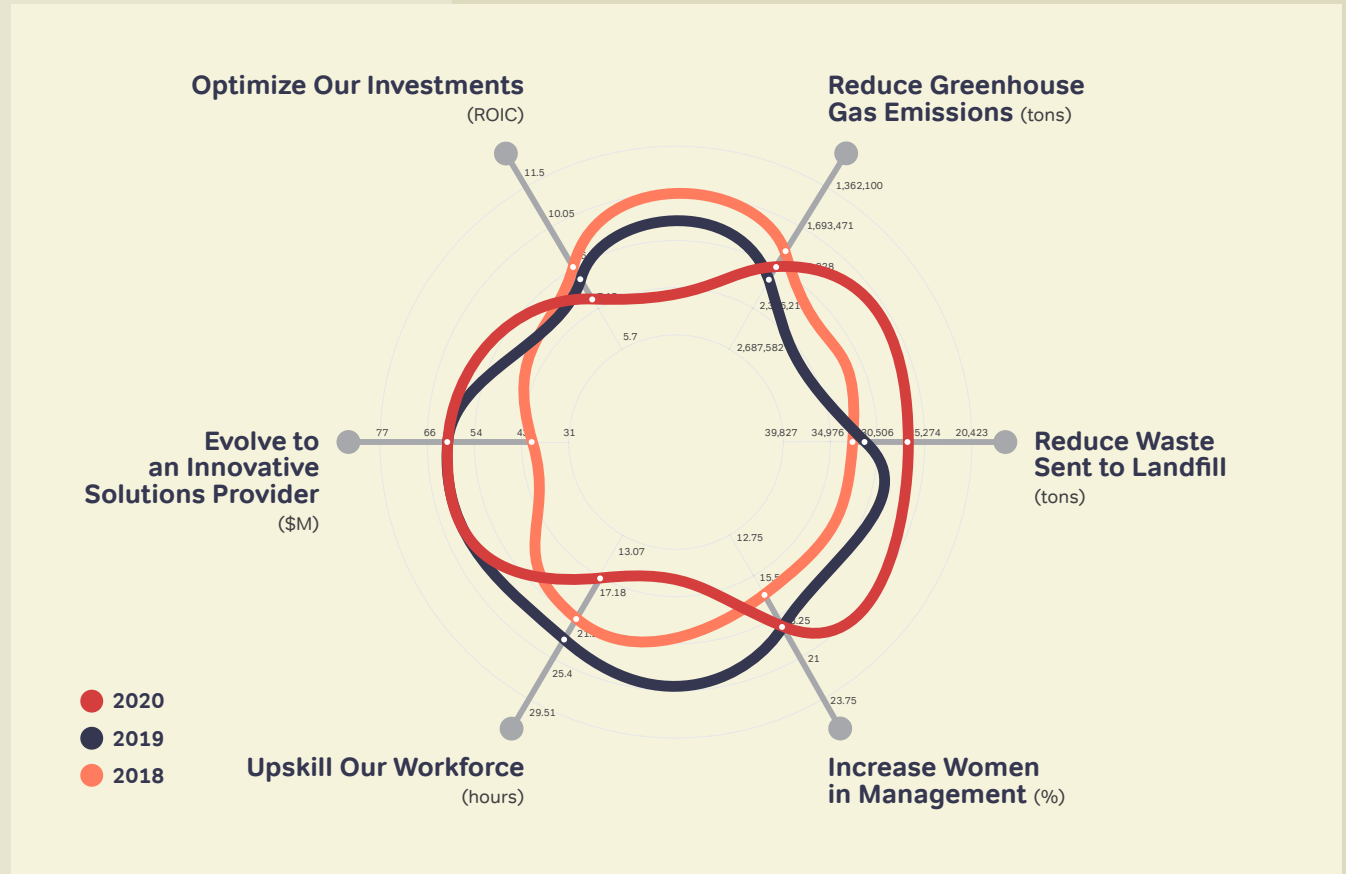 Optimize Our Investments
(ROIC)
Reduce Greenhouse
Gas Emissions (tons)
11.5
10.05
5.7
1,362,100
1,693,471
2,687,582
Evolve to
an Innovative
Solutions Provider
($M)
77
66
54
31
39,827
34,976
30,506
20,423
Reduce Waste
Sent to Landfill
(tons)
13.07
17.18
25.4
29.51
12.75
21
23.75
2020
2019
2018
Upskill Our Workforce
(hours)
Increase Women
in Management (%)